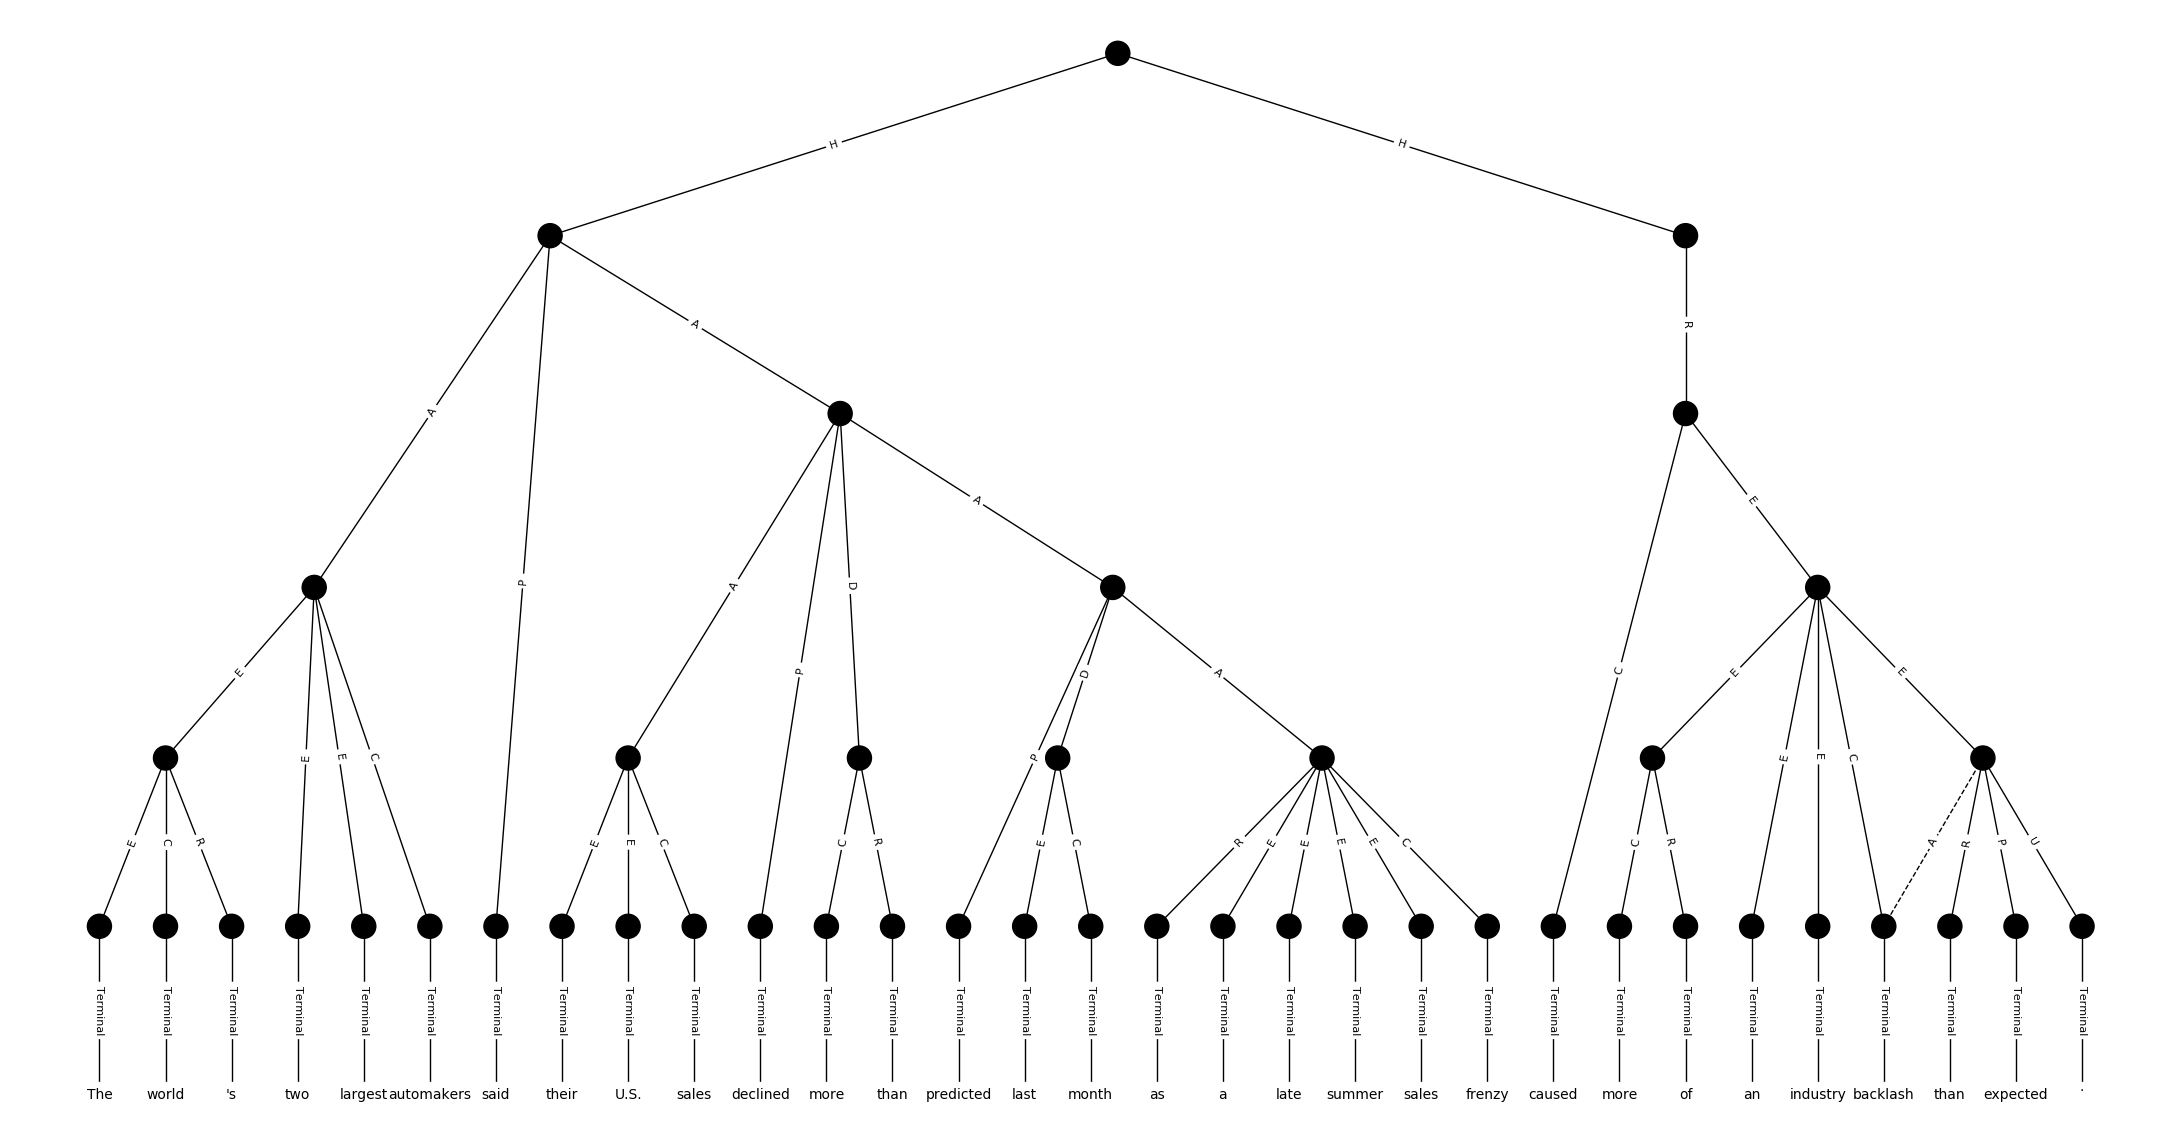 H H
A R
A
A E
P A D
E P D A C E E
E E C P E E C
E C R E E C C R E C R E E E E C C R A R P U
Terminal Terminal Terminal Terminal Terminal Terminal Terminal Terminal Terminal Terminal Terminal Terminal Terminal Terminal Terminal Terminal Terminal Terminal Terminal Terminal Terminal Terminal Terminal Terminal Terminal Terminal Terminal Terminal Terminal Terminal Terminal
The world 's two largest automakers said their U.S. sales declined more than predicted last month as a late summer sales frenzy caused more of an industry backlash than expected .